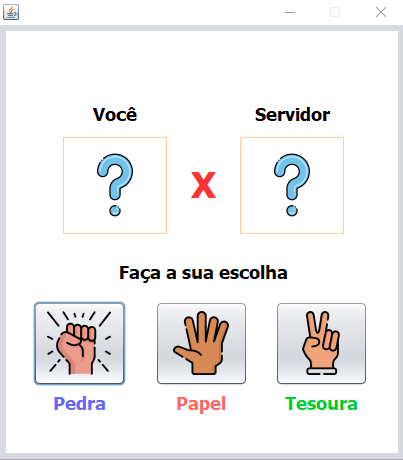 Você Servidor
X
Faça a sua escolha
Pedra Papel Tesoura